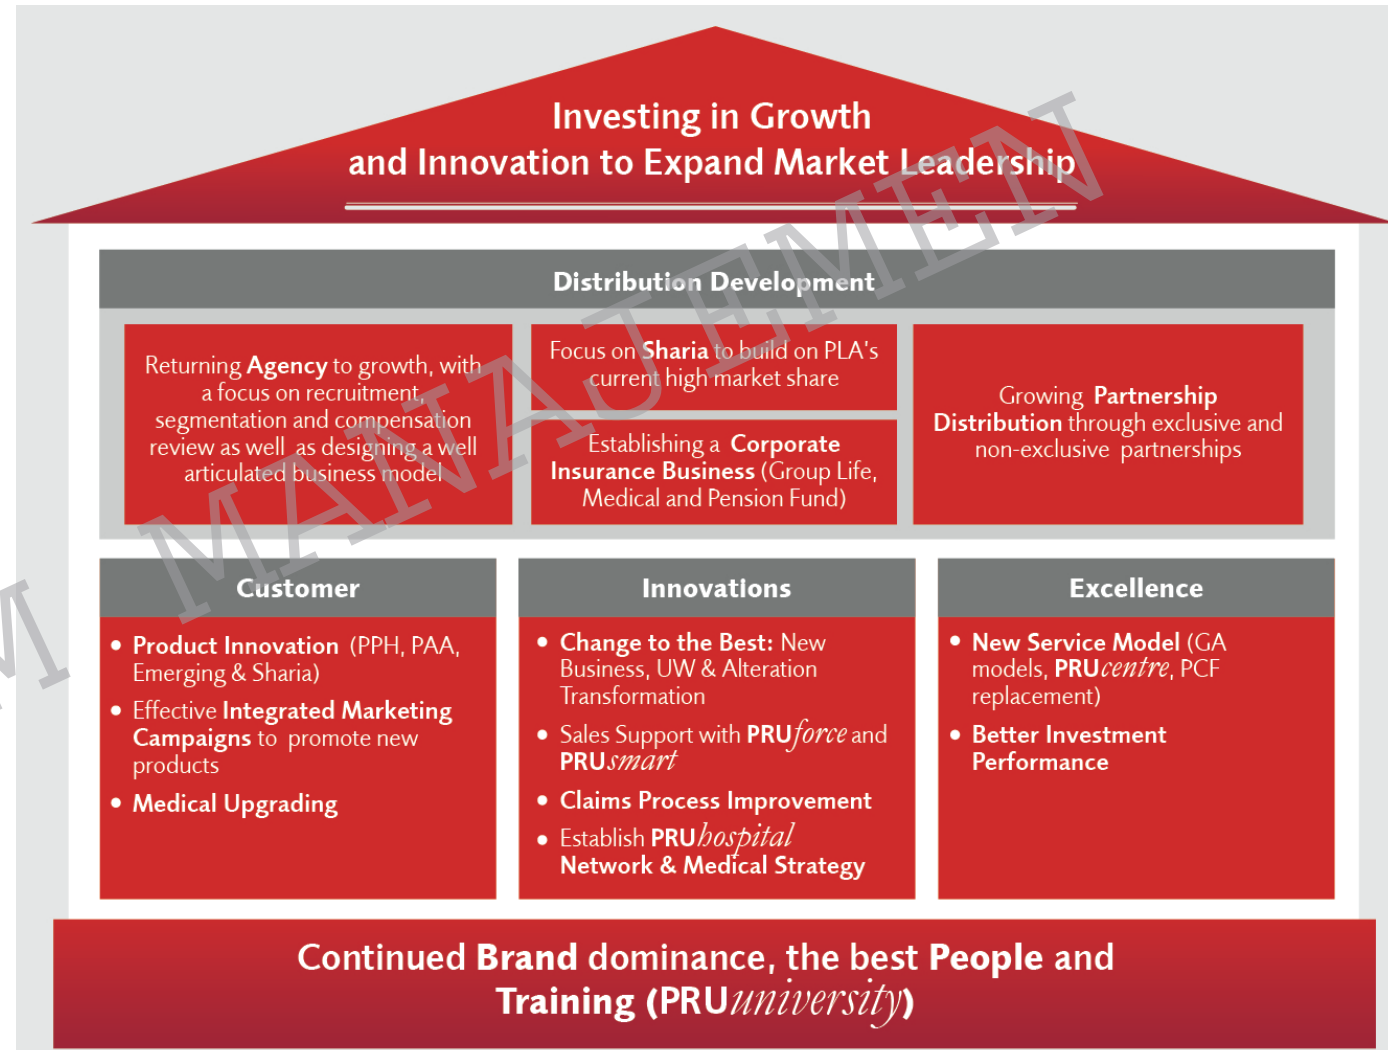 Investing in Growth
and Innovation to Expand Market Leadership
Distribution Development
Returning Agency to growth, with
a focus on recruitment,
segmentation and compensation
review as well as designing a well
articulated business model
Focus on Sharia to build on PLA's
current high market share
Establishing a Corporate
Insurance Business (Group Life,
Medical and Pension Fund)
Growing Partnership
Distribution through exclusive and
non-exclusive partnerships
Customer
• Product Innovation (PPH, PAA,
Emerging & Sharia)
• Effective Integrated Marketing
Campaigns to promote new
products
• Medical Upgrading
Innovations
• Change to the Best: New
Business, UW & Alteration
Transformation
• Sales Support with PRUforce and
PRUsmart
• Claims Process Improvement
• Establish PRUhospital
Network & Medical Strategy
Excellence
• New Service Model (GA
models, PRUcentre, PCF
replacement)
• Better Investment
Performance
Continued Brand dominance, the best People and
Training (PRUuniversity)
M MANAJEMEN